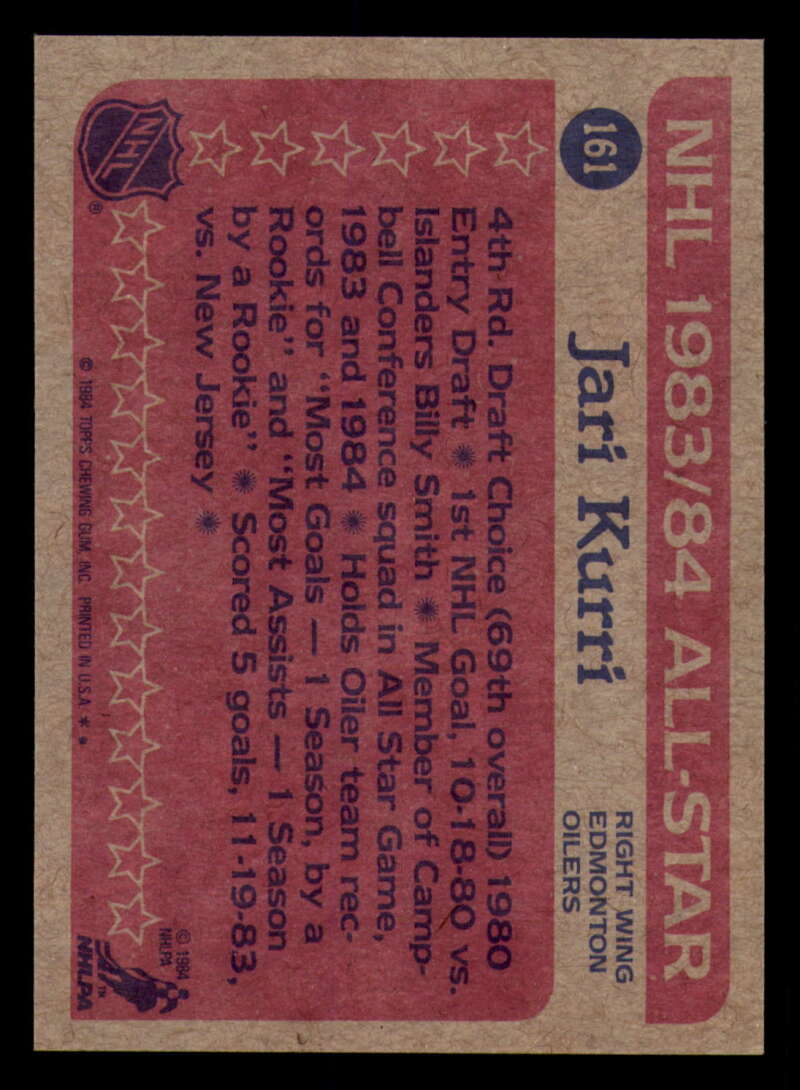 NHL 1983/84 ALL-STAR
161
Jari Kurri
RIGHT WING
EDMONTON
OILERS
4th Rd. Draft Choice (69th overall) 1980
Entry Draft ✺ 1st NHL Goal, 10-18-80 vs.
Islanders Billy Smith ✺ Member of Camp-
bell Conference squad in All Star Game,
1983 and 1984 ✺ Holds Oiler team rec-
ords for "Most Goals — 1 Season, by a
Rookie" and "Most Assists — 1 Season
by a Rookie" ✺ Scored 5 goals, 11-19-83,
vs. New Jersey ✺
NHL
®
© 1984
NHLPA
NHLPA
™
© 1984 TOPPS CHEWING GUM, INC. PRINTED IN U.S.A. * *